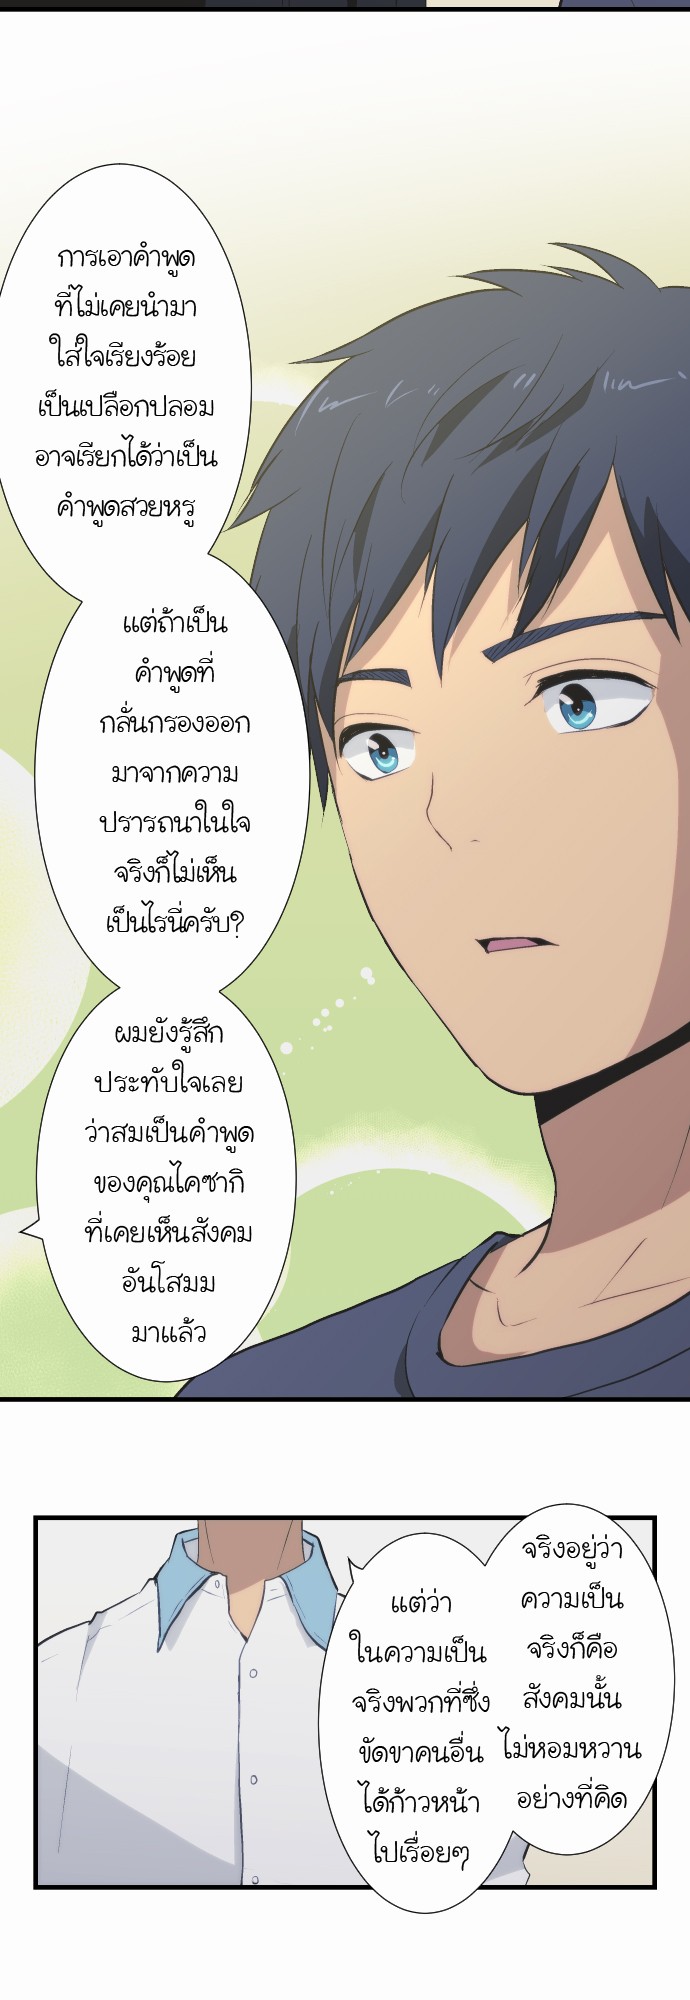 การเอาคำพูด
ที่ไม่เคยนำมา
ใส่ใจเรียงร้อย
เป็นเปลือกปลอม
อาจเรียกได้ว่าเป็น
คำพูดสวยหรู
แต่ถ้าเป็น
คำพูดที่
กลั่นกรองออก
มาจากความ
ปรารถนาในใจ
จริงก็ไม่เห็น
เป็นไรนี่ครับ?
ผมยังรู้สึก
ประทับใจเลย
ว่าสมเป็นคำพูด
ของคุณไคซากิ
ที่เคยเห็นสังคม
อันโสมม
มาแล้ว
จริงอยู่ว่า
ความเป็น
จริงก็คือ
สังคมนั้น
ไม่หอมหวาน
อย่างที่คิด
แต่ว่า
ในความเป็น
จริงพวกที่ซึ่ง
ขัดขาคนอื่น
ได้ก้าวหน้า
ไปเรื่อยๆ